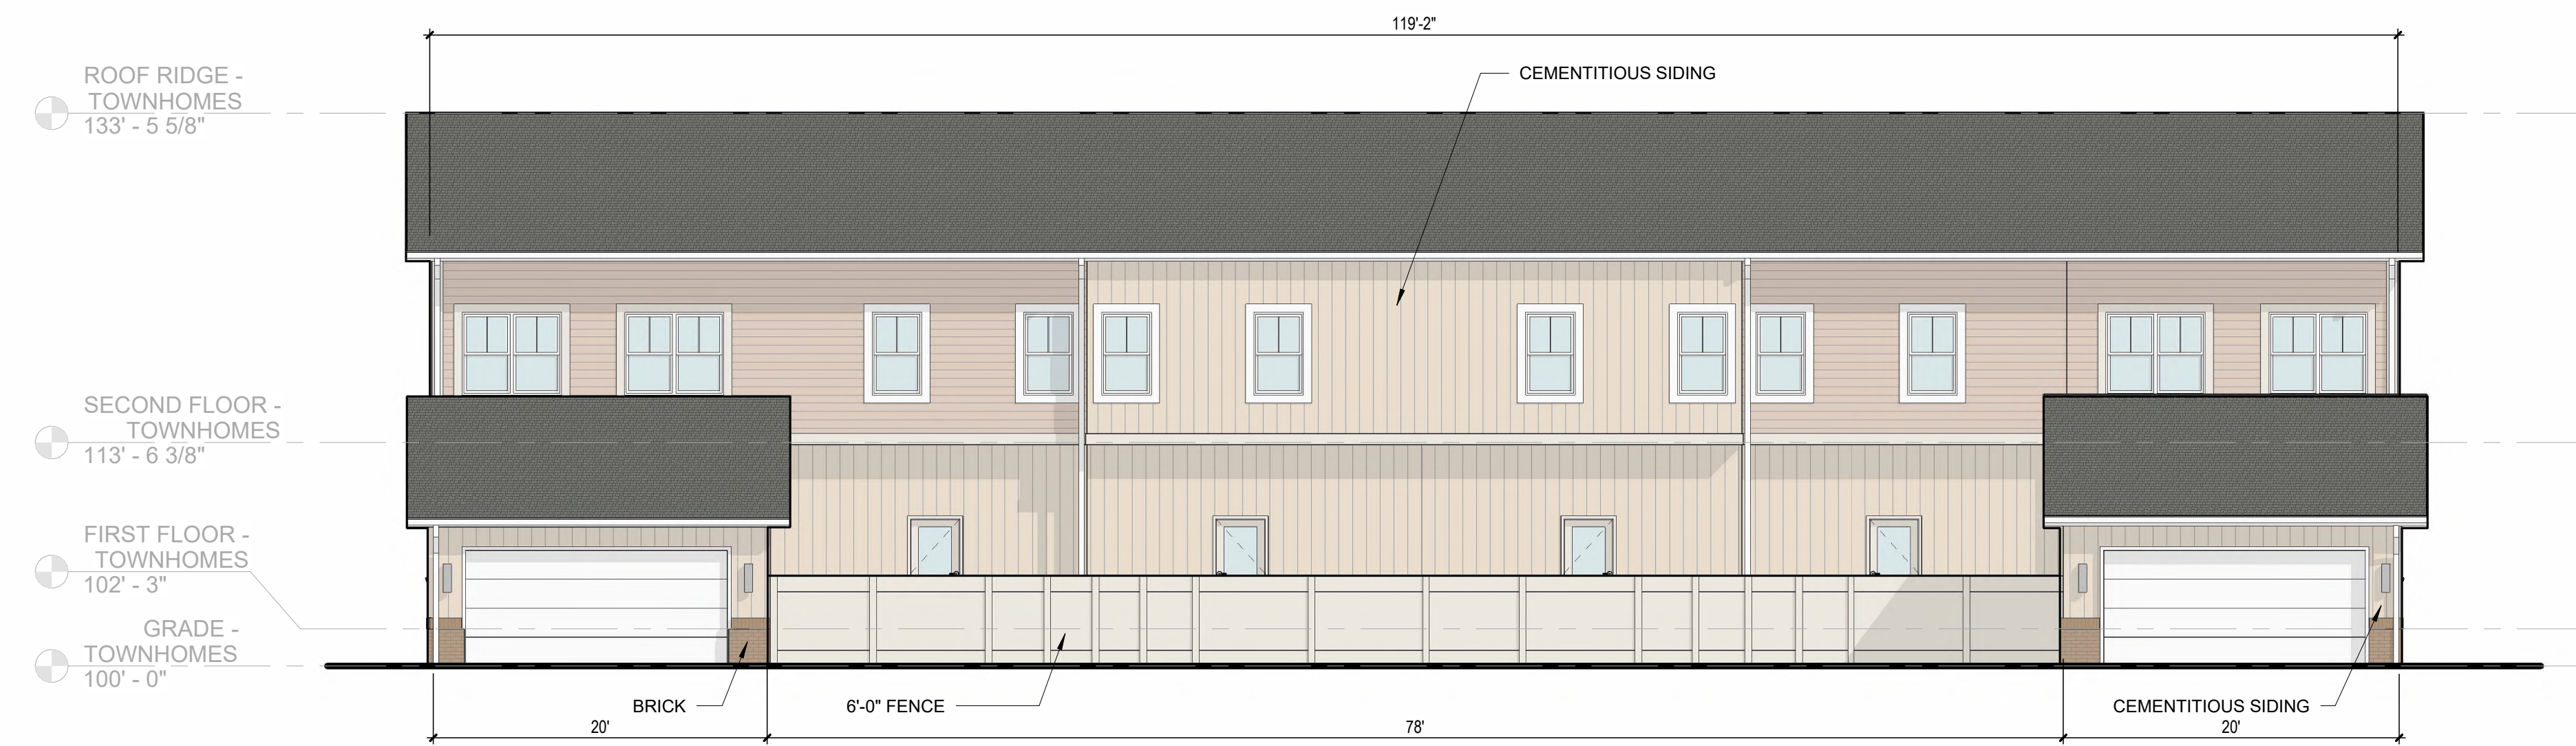 119'-2"
CEMENTITIOUS SIDING
ROOF RIDGE -
TOWNHOMES
133' - 5 5/8"
SECOND FLOOR -
TOWNHOMES
113' - 6 3/8"
FIRST FLOOR -
TOWNHOMES
102' - 3"
GRADE -
TOWNHOMES
100' - 0"
BRICK
6'-0" FENCE
CEMENTITIOUS SIDING
20'
78'
20'